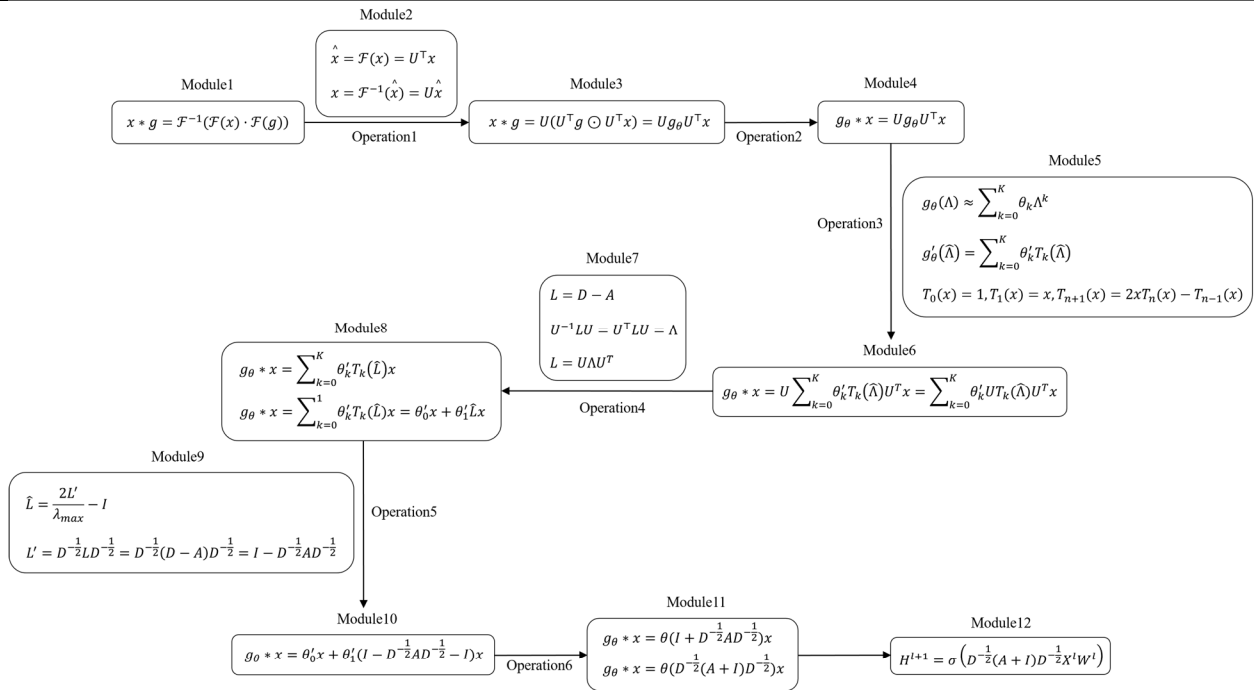 Module1
x ∗ g = ℱ⁻¹(ℱ(x) · ℱ(g))
Module2
x̂ = ℱ(x) = U⊤x
x = ℱ⁻¹(x̂) = Ux̂
Operation1
Module3
x ∗ g = U(U⊤g ⊙ U⊤x) = Ug_θU⊤x
Operation2
Module4
g_θ ∗ x = Ug_θU⊤x
Operation3
Module5
g_θ(Λ) ≈ ∑_{k=0}^{K} θ_kΛ^k
g′_θ(Λ̂) = ∑_{k=0}^{K} θ′_kT_k(Λ̂)
T_0(x) = 1, T_1(x) = x, T_{n+1}(x) = 2xT_n(x) − T_{n−1}(x)
Module6
g_θ ∗ x = U ∑_{k=0}^{K} θ′_kT_k(Λ̂)U^Tx = ∑_{k=0}^{K} θ′_kUT_k(Λ̂)U^Tx
Module7
L = D − A
U⁻¹LU = U⊤LU = Λ
L = UΛU^T
Operation4
Module8
g_θ ∗ x = ∑_{k=0}^{K} θ′_kT_k(L̂)x
g_θ ∗ x = ∑_{k=0}^{1} θ′_kT_k(L̂)x = θ′_0x + θ′_1L̂x
Module9
L̂ = 2L′/λ_max − I
L′ = D^{−1/2}LD^{−1/2} = D^{−1/2}(D − A)D^{−1/2} = I − D^{−1/2}AD^{−1/2}
Operation5
Module10
g_θ ∗ x = θ′_0x + θ′_1(I − D^{−1/2}AD^{−1/2} − I)x
Operation6
Module11
g_θ ∗ x = θ(I + D^{−1/2}AD^{−1/2})x
g_θ ∗ x = θ(D^{−1/2}(A + I)D^{−1/2})x
Module12
H^{l+1} = σ(D^{−1/2}(A + I)D^{−1/2}X^lW^l)